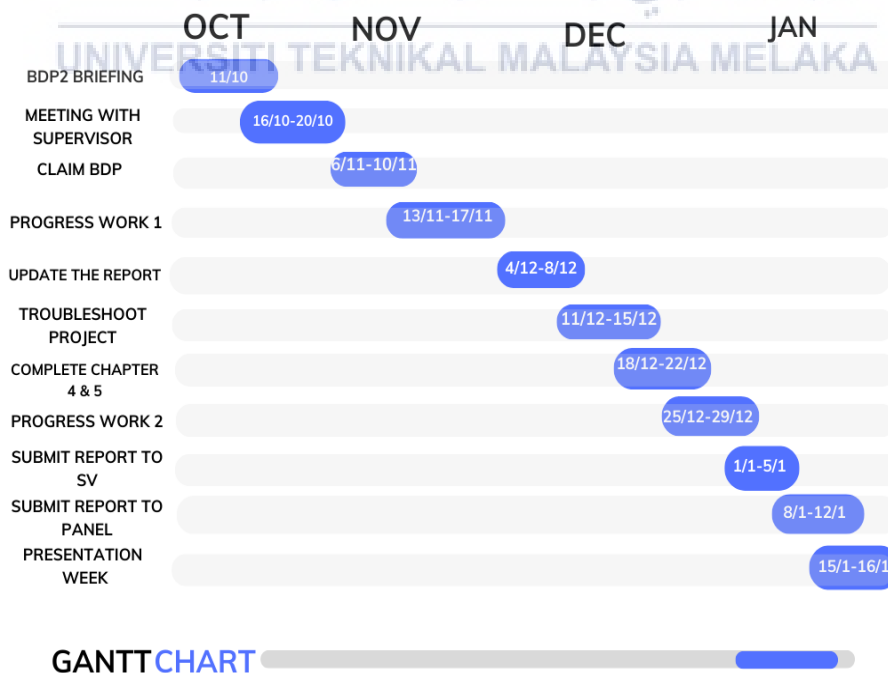 OCT NOV DEC JAN
UNIVERSITI TEKNIKAL MALAYSIA MELAKA
BDP2 BRIEFING 11/10
MEETING WITH
SUPERVISOR
16/10-20/10
CLAIM BDP 6/11-10/11
PROGRESS WORK 1 13/11-17/11
UPDATE THE REPORT 4/12-8/12
TROUBLESHOOT
PROJECT
11/12-15/12
COMPLETE CHAPTER
4 & 5
18/12-22/12
PROGRESS WORK 2 25/12-29/12
SUBMIT REPORT TO
SV
1/1-5/1
SUBMIT REPORT TO
PANEL
8/1-12/1
PRESENTATION
WEEK
15/1-16/1
GANTT CHART